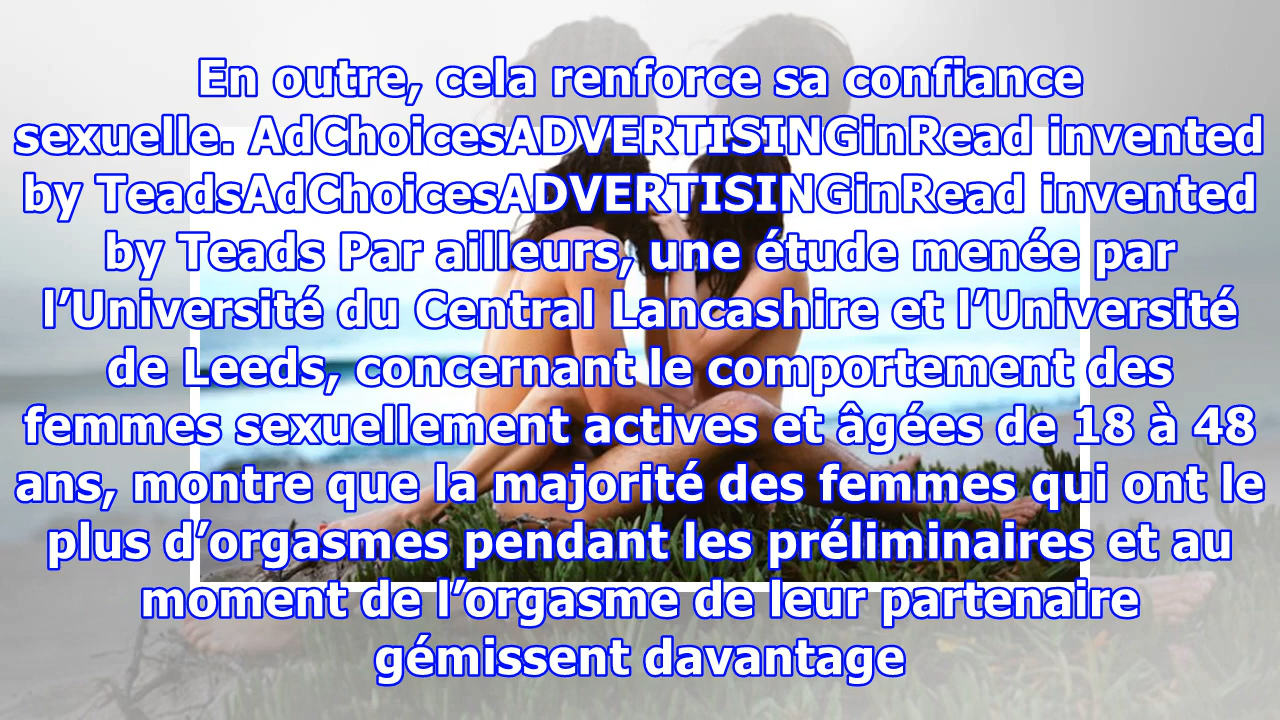 En outre, cela renforce sa confiance
sexuelle. AdChoicesADVERTISINGinRead invented
by TeadsAdChoicesADVERTISINGinRead invented
by Teads Par ailleurs, une étude menée par
l’Université du Central Lancashire et l’Université
de Leeds, concernant le comportement des
femmes sexuellement actives et âgées de 18 à 48
ans, montre que la majorité des femmes qui ont le
plus d’orgasmes pendant les préliminaires et au
moment de l’orgasme de leur partenaire
gémissent davantage